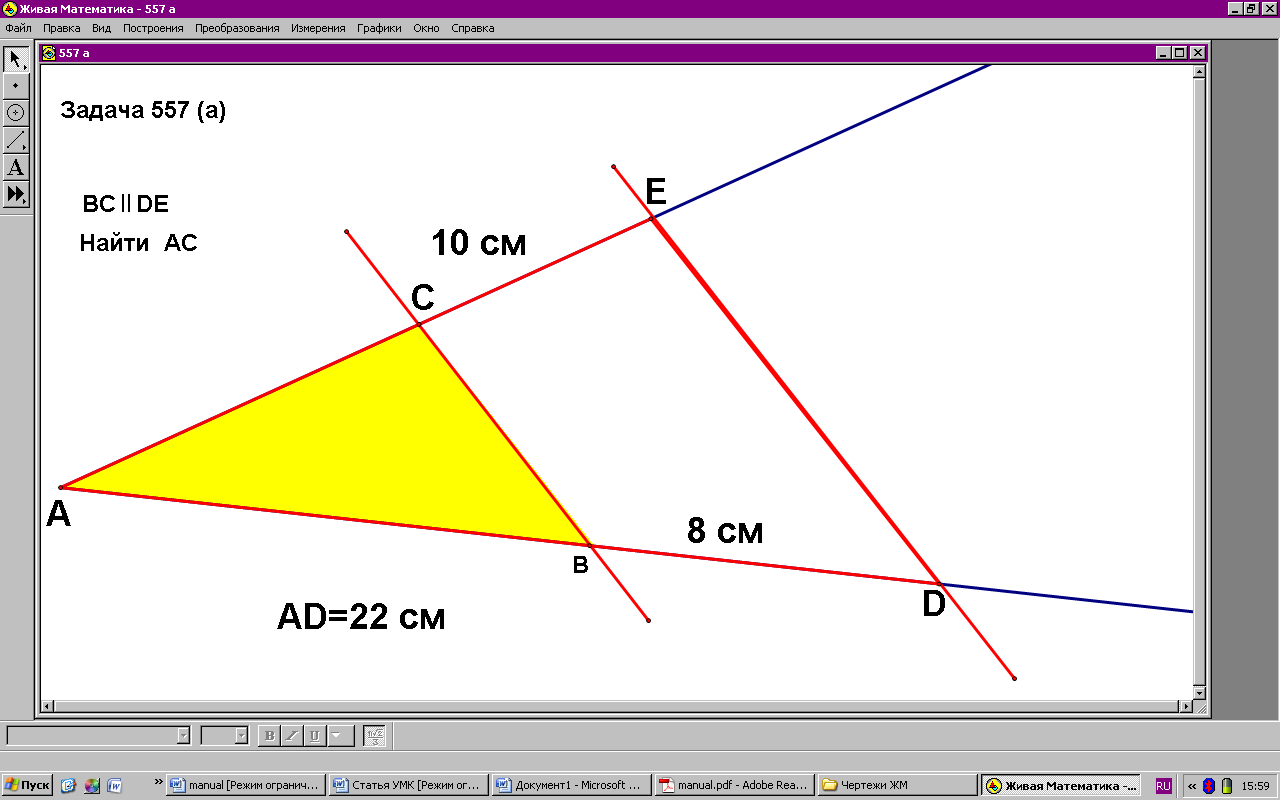 Живая Математика - 557 а
Файл Правка Вид Построения Преобразования Измерения Графики Окно Справка
557 а
Задача 557 (а)
E
BC || DE
10 см
Найти AC
C
A
8 см
B
D
AD=22 см
A
B I U
Пуск » manual [Режим огранич... Статья УМК [Режим ог... Документ1 - Microsoft ... manual.pdf - Adobe Rea... Чертежи ЖМ Живая Математика -... RU « 15:59